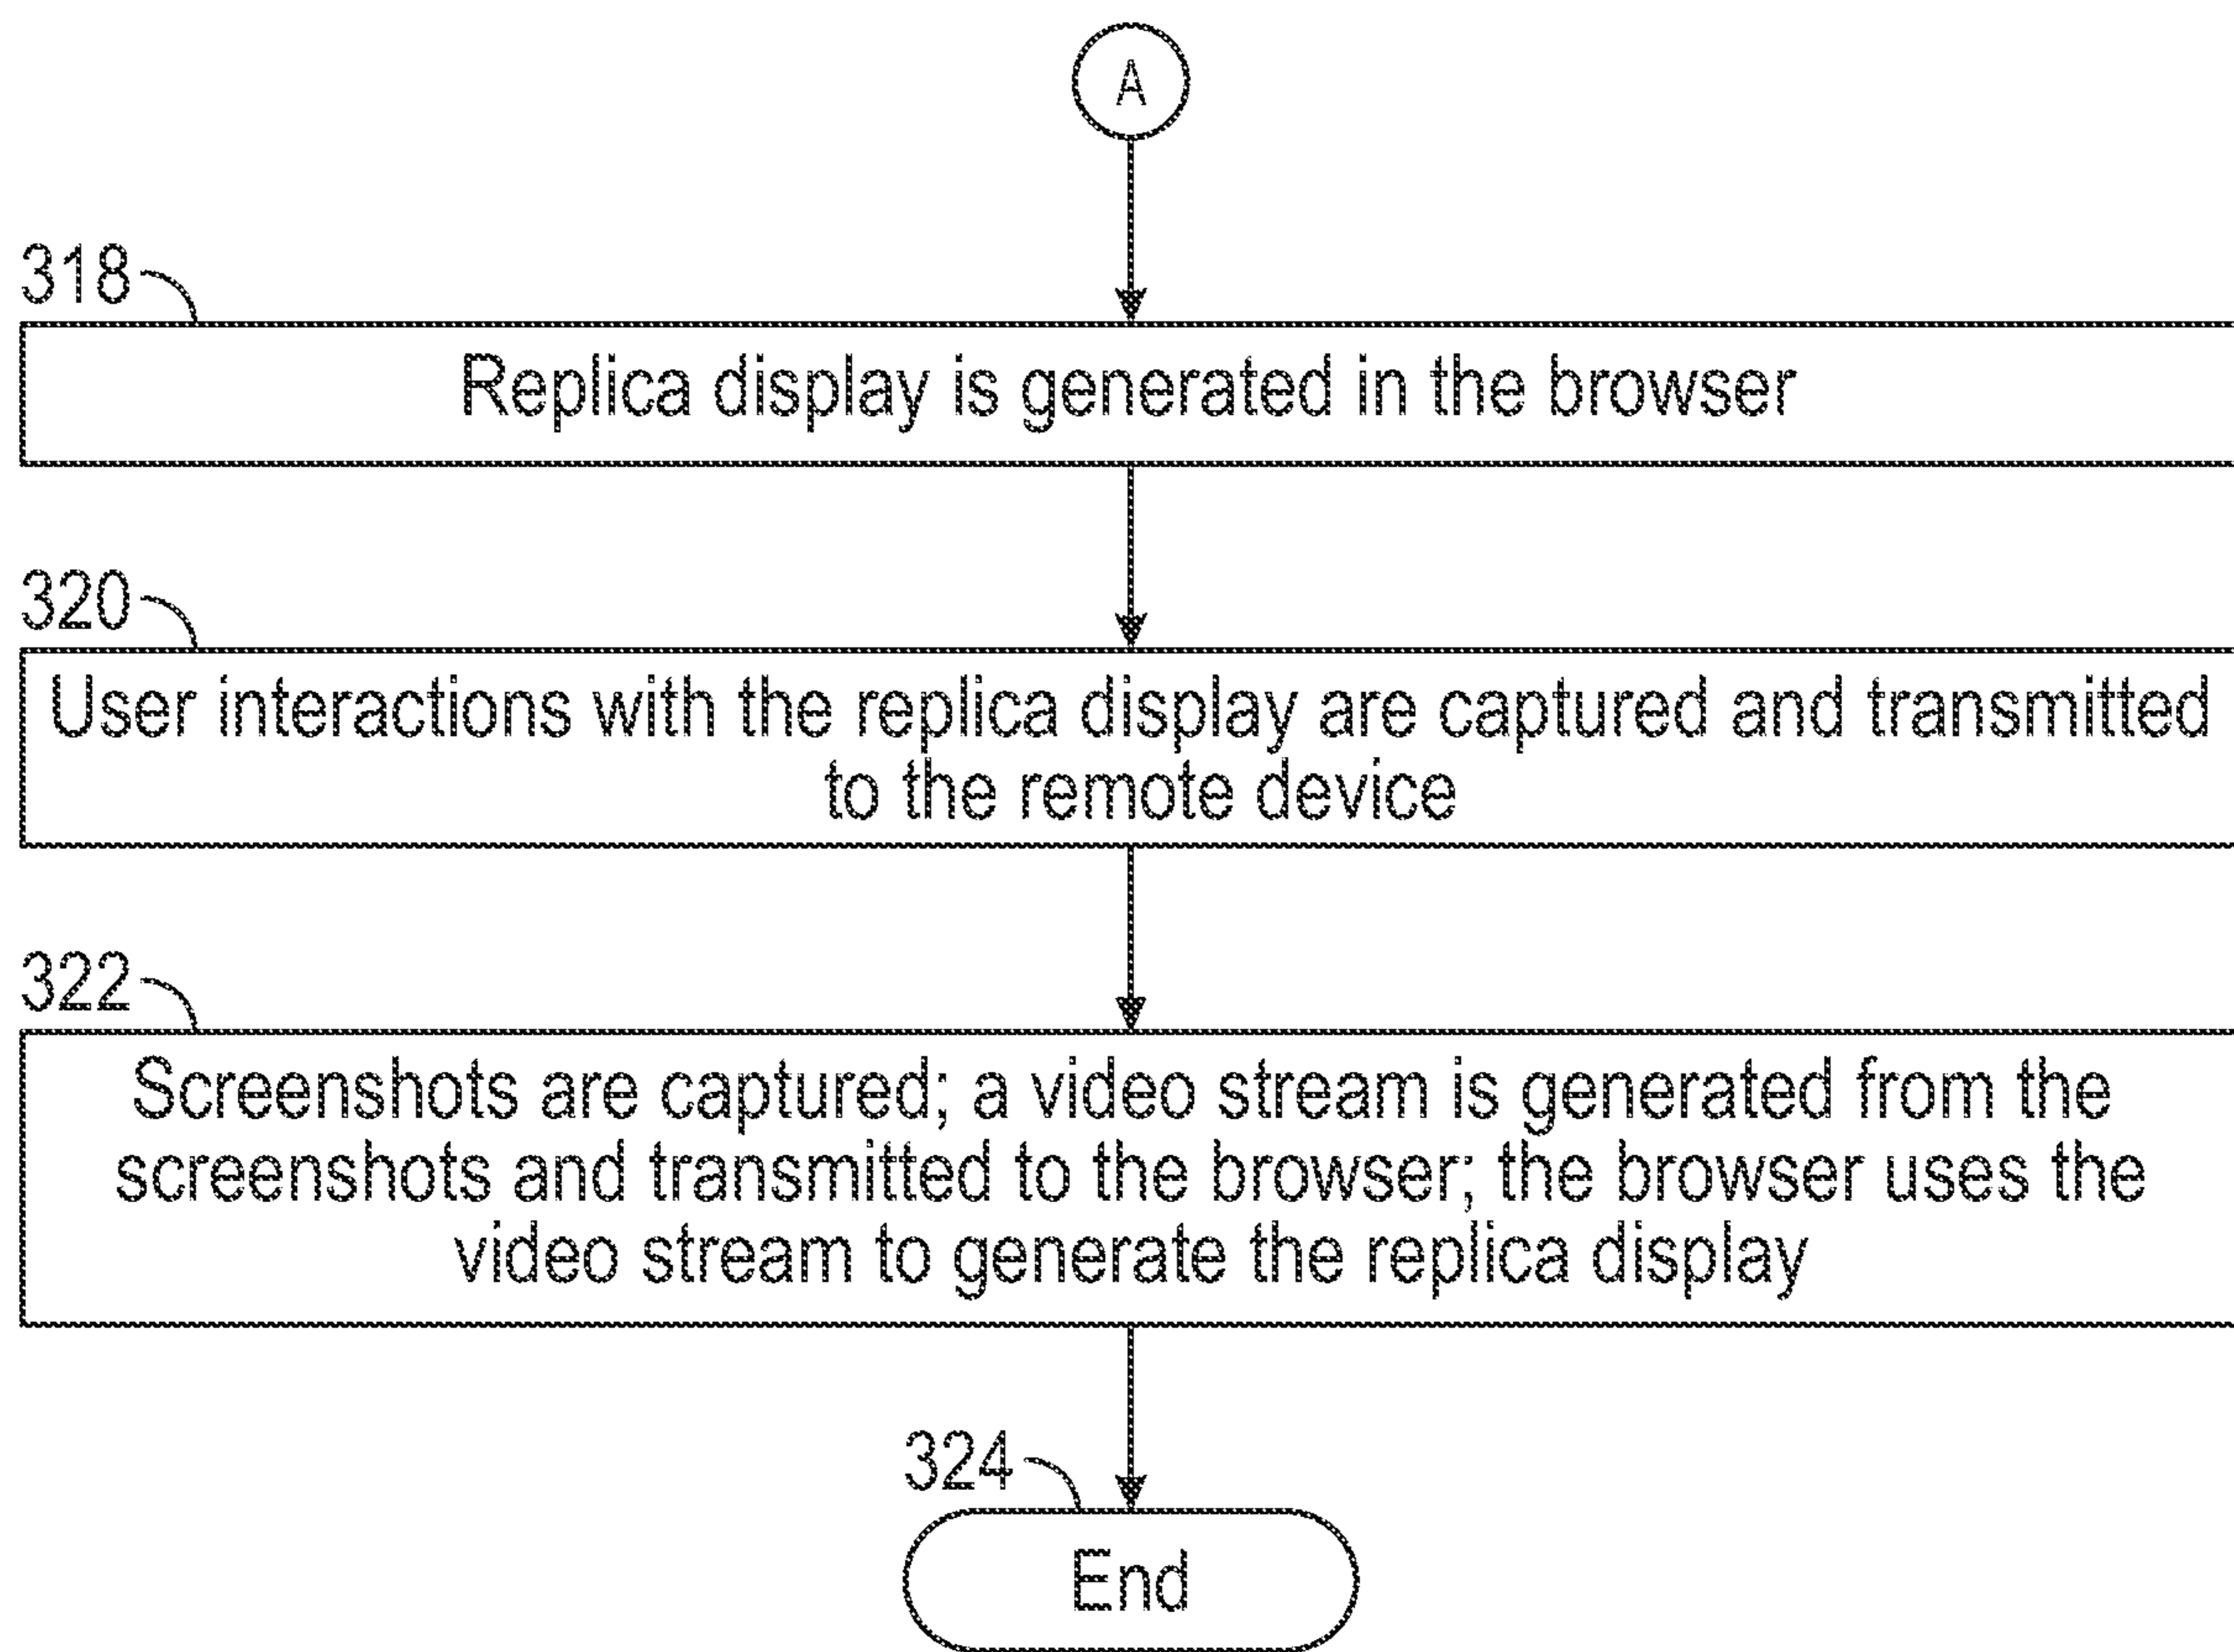 A
318
Replica display is generated in the browser
320
User interactions with the replica display are captured and transmitted
to the remote device
322
Screenshots are captured; a video stream is generated from the
screenshots and transmitted to the browser; the browser uses the
video stream to generate the replica display
324
End